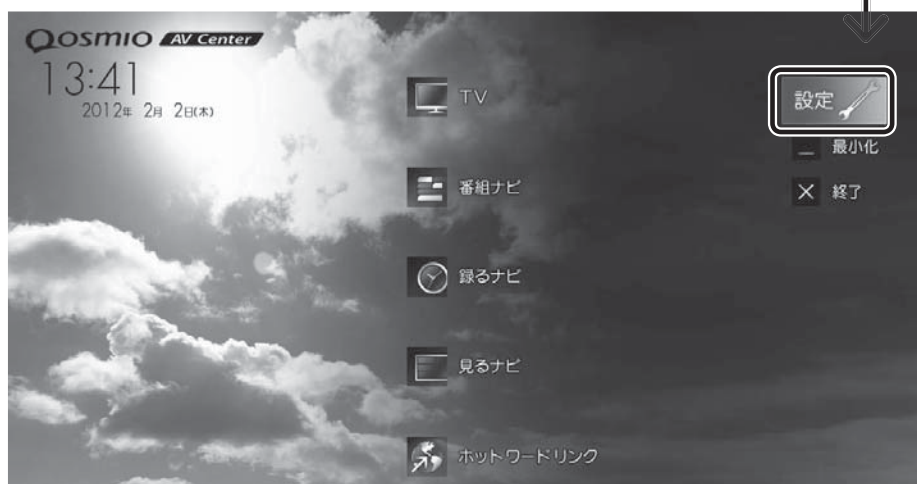 Qosmio AV Center
13:41
2012年 2月 2日(木)
TV
番組ナビ
録るナビ
見るナビ
ホットワードリンク
設定
最小化
終了